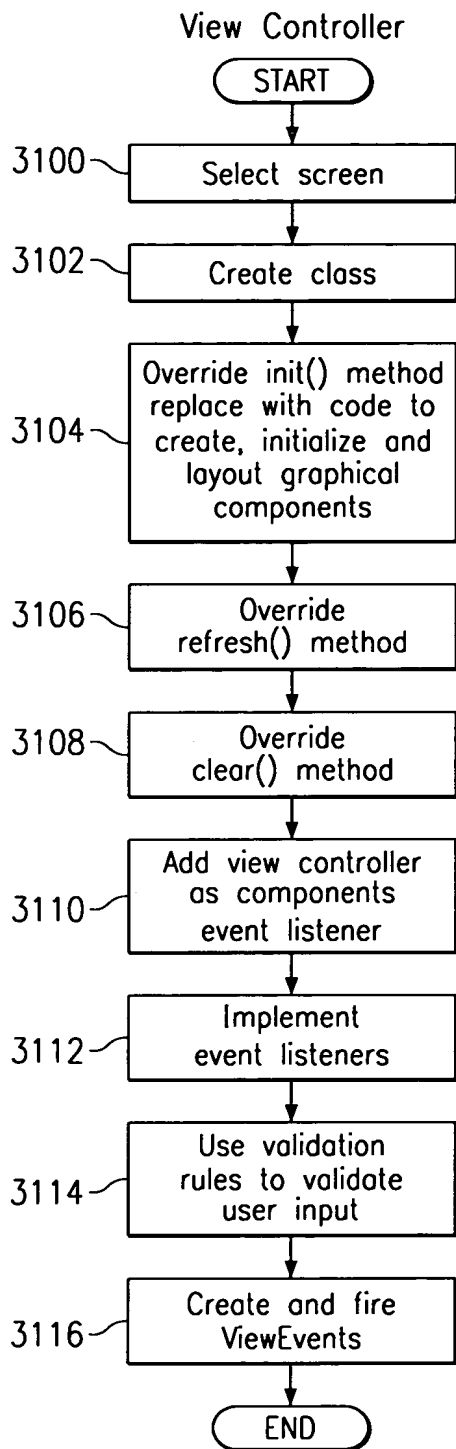 View Controller
START
3100
Select screen
3102
Create class
3104
Override init() method
replace with code to
create, initialize and
layout graphical
components
3106
Override
refresh() method
3108
Override
clear() method
3110
Add view controller
as components
event listener
3112
Implement
event listeners
3114
Use validation
rules to validate
user input
3116
Create and fire
ViewEvents
END